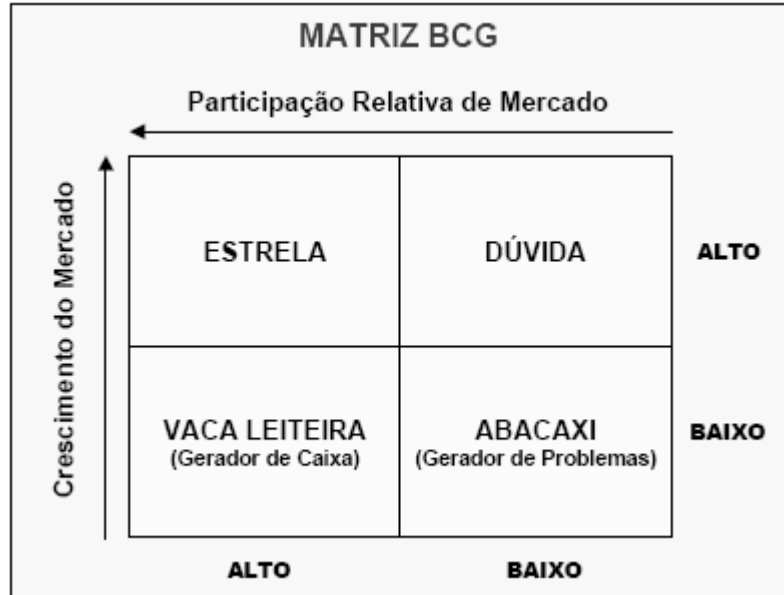 MATRIZ BCG
Participação Relativa de Mercado
Crescimento do Mercado
ESTRELA
DÚVIDA
ALTO
VACA LEITEIRA
(Gerador de Caixa)
ABACAXI
(Gerador de Problemas)
BAIXO
ALTO
BAIXO